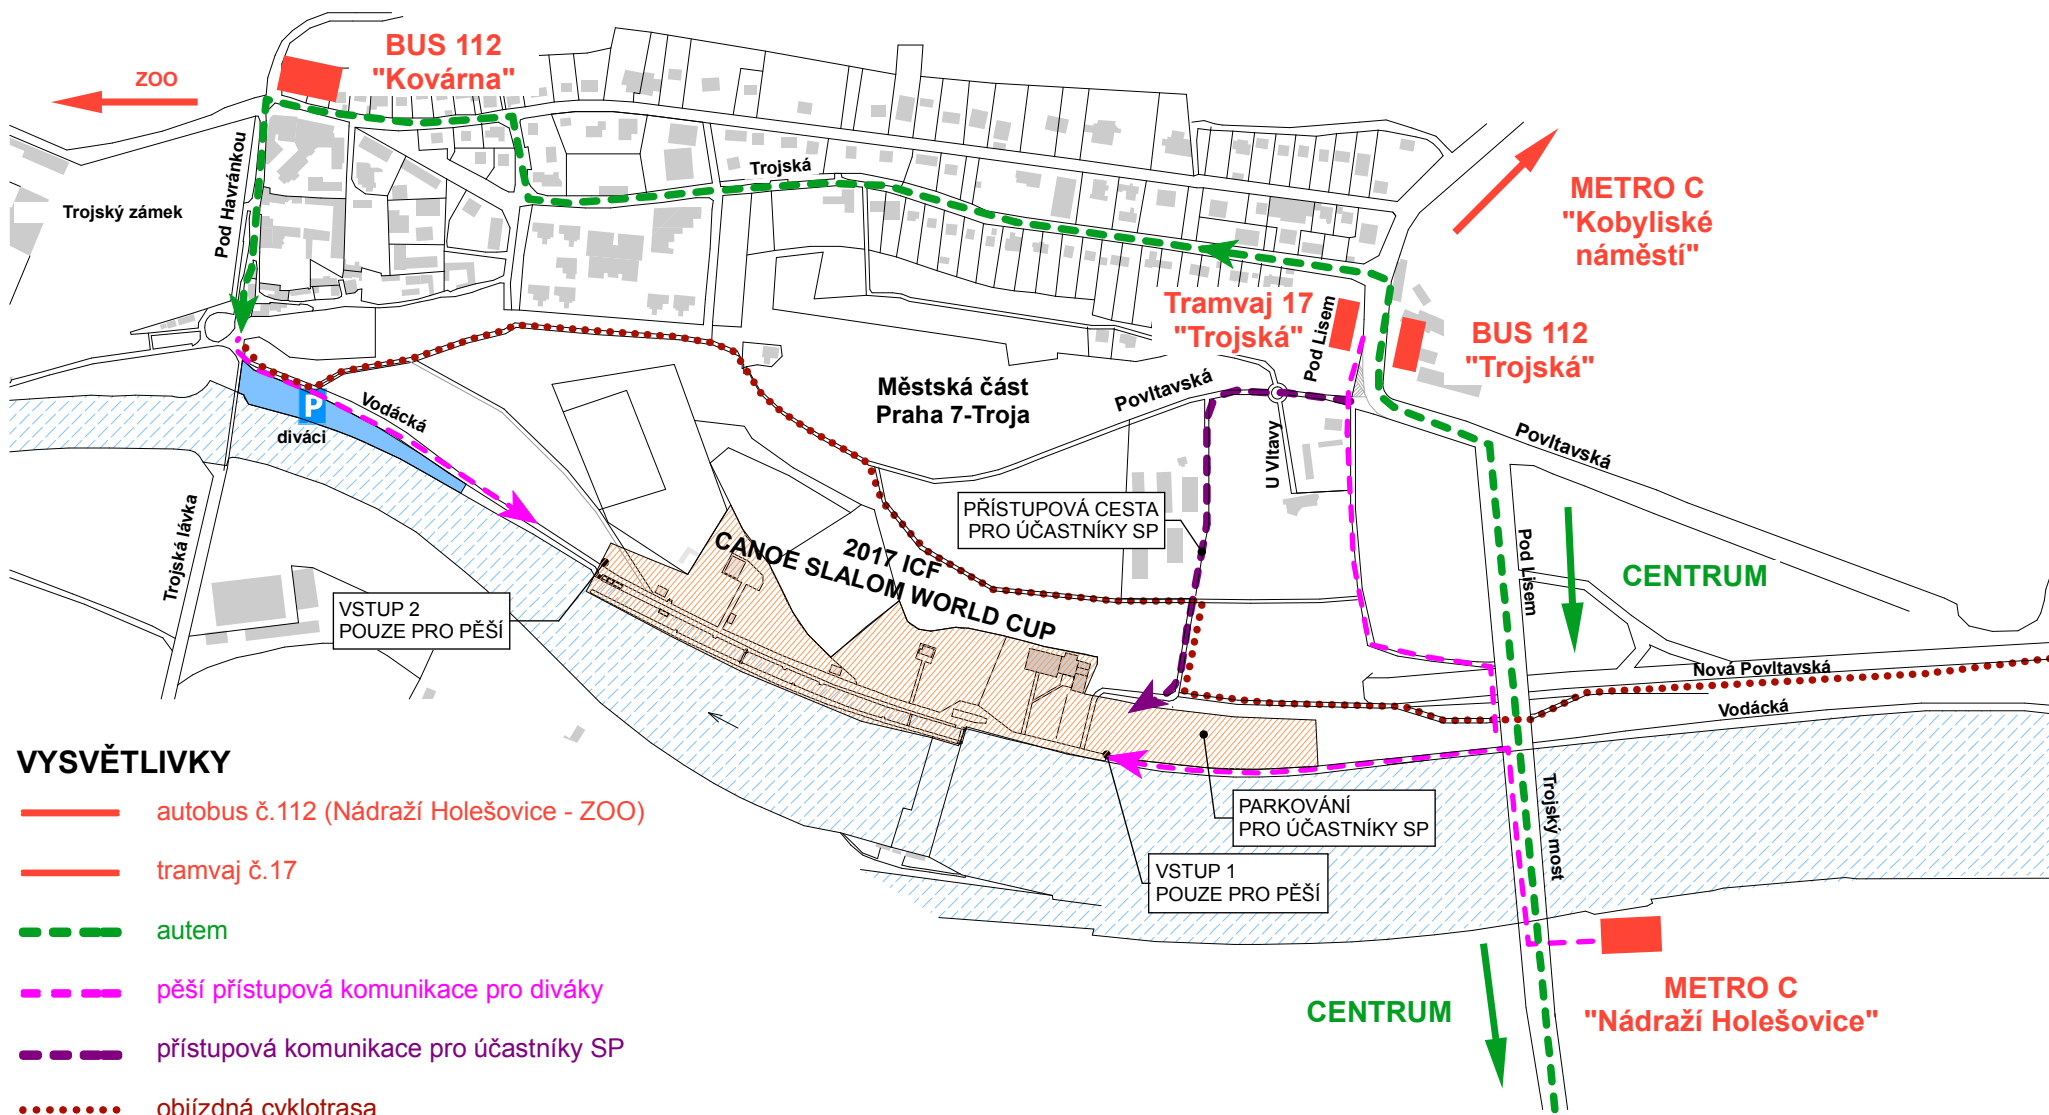 BUS 112
"Kovárna"
ZOO
Pod Havránkou
Trojský zámek
Trojská
METRO C
"Kobyliské
náměstí"
Tramvaj 17
"Trojská"
Pod Lisem
BUS 112
"Trojská"
Městská část
Praha 7-Troja
Povltavská
P
diváci
Vodácká
U Vltavy
Povltavská
Trojská lávka
PŘÍSTUPOVÁ CESTA
PRO ÚČASTNÍKY SP
2017 ICF
CANOE SLALOM WORLD CUP
Pod Lisem
CENTRUM
VSTUP 2
POUZE PRO PĚŠÍ
Nová Povltavská
Vodácká
Trojský most
PARKOVÁNÍ
PRO ÚČASTNÍKY SP
VSTUP 1
POUZE PRO PĚŠÍ
CENTRUM
METRO C
"Nádraží Holešovice"
VYSVĚTLIVKY
autobus č.112 (Nádraží Holešovice - ZOO)
tramvaj č.17
autem
pěší přístupová komunikace pro diváky
přístupová komunikace pro účastníky SP
objízdná cyklotrasa